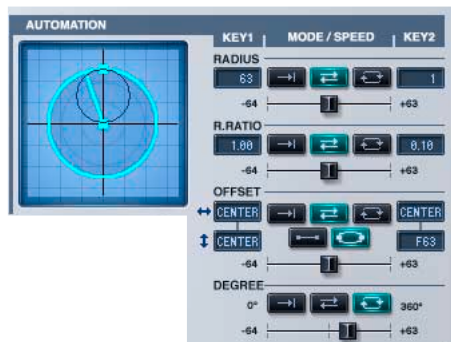 AUTOMATION
KEY1 MODE / SPEED KEY2
RADIUS
63 1
-64 +63
R.RATIO
1.00 0.10
-64 +63
OFFSET
CENTER CENTER
CENTER F63
-64 +63
DEGREE
0° 360°
-64 +63